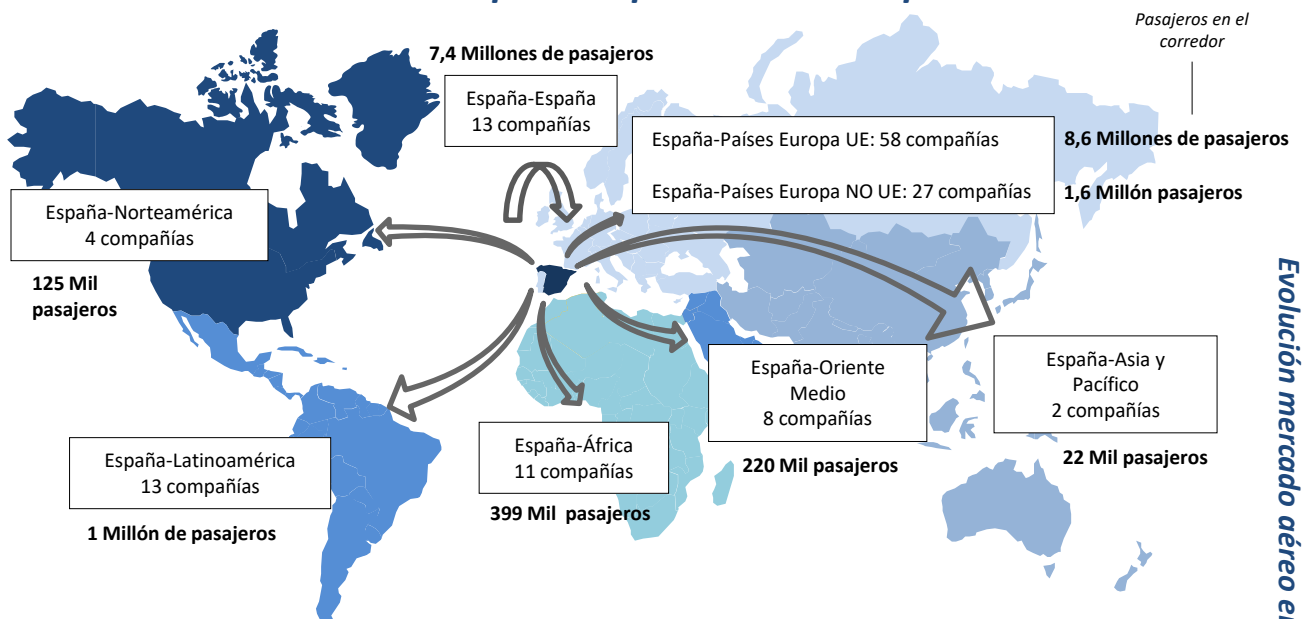 Pasajeros en el
corredor
7,4 Millones de pasajeros
España-España
13 compañías
España-Países Europa UE: 58 compañías
8,6 Millones de pasajeros
España-Países Europa NO UE: 27 compañías
1,6 Millón pasajeros
España-Norteamérica
4 compañías
125 Mil
pasajeros
España-Oriente
Medio
8 compañías
220 Mil pasajeros
España-Asia y
Pacífico
2 compañías
22 Mil pasajeros
España-África
11 compañías
399 Mil pasajeros
España-Latinoamérica
13 compañías
1 Millón de pasajeros
Evolución mercado aéreo e